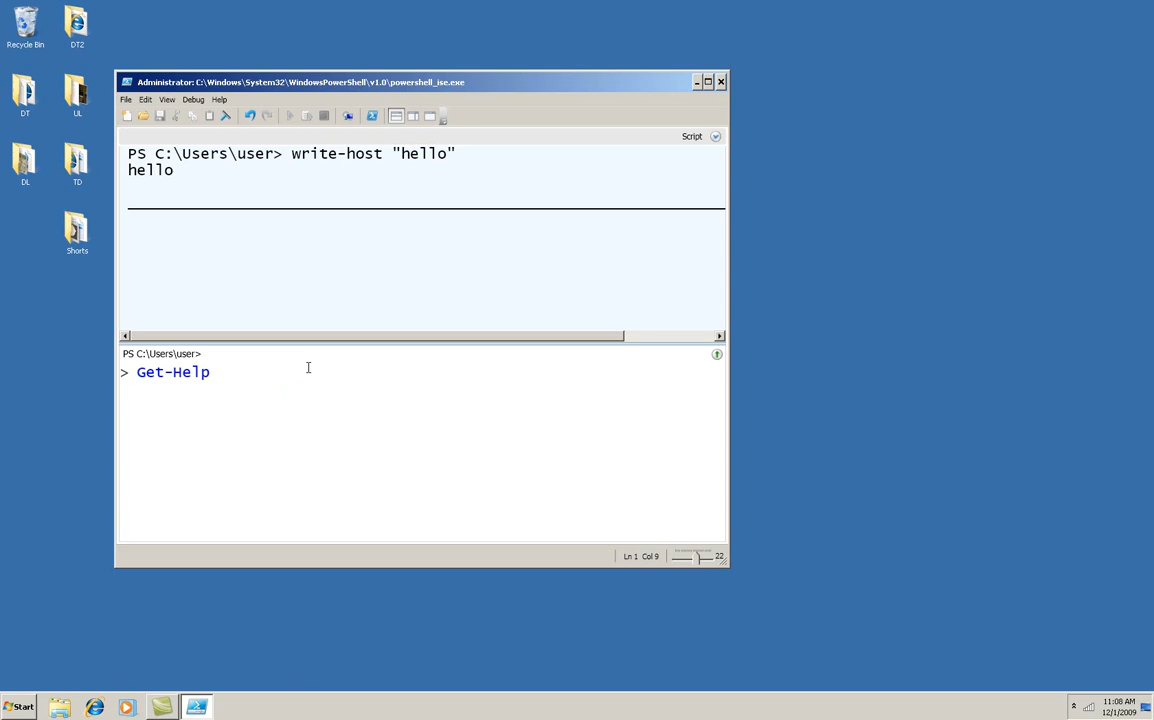 Recycle Bin
DT2
DT
UL
DL
TD
Shorts
Administrator: C:\Windows\System32\WindowsPowerShell\v1.0\powershell_ise.exe
File Edit View Debug Help
Script
PS C:\Users\user> write-host "hello"
hello
PS C:\Users\user>
> Get-Help
Ln 1 Col 9
22
Start
11:08 AM
12/1/2009